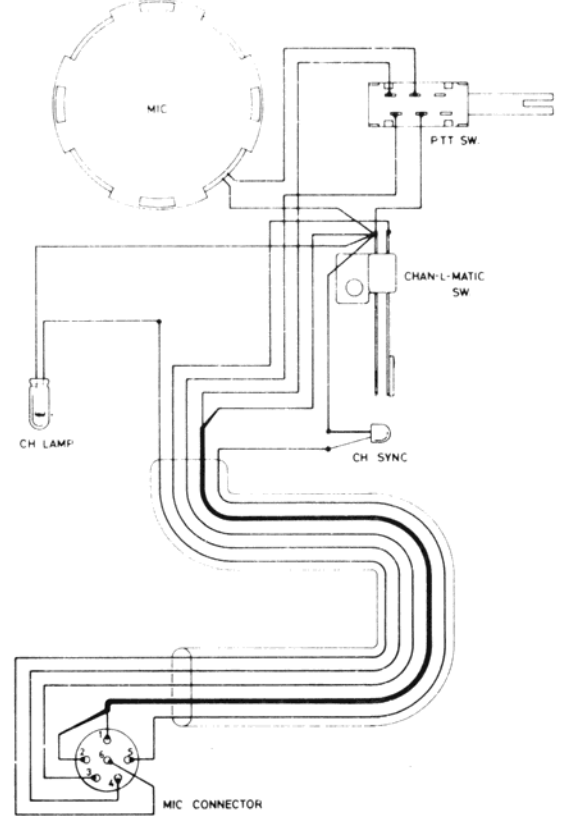 MIC
PTT SW.
CHAN-L-MATIC
SW
CH LAMP
CH SYNC
1
2
6
5
3
4
MIC CONNECTOR